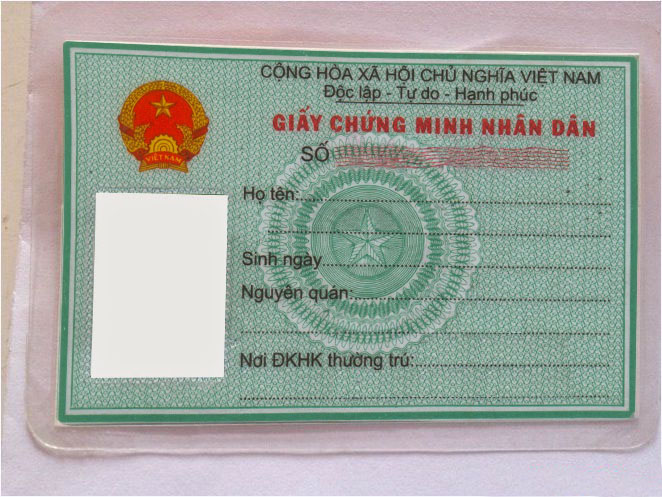 CỘNG HÒA XÃ HỘI CHỦ NGHĨA VIỆT NAM
Độc lập - Tự do - Hạnh phúc
GIẤY CHỨNG MINH NHÂN DÂN
SỐ
VIỆT NAM
Họ tên:
Sinh ngày
Nguyên quán
Nơi ĐKHK thường trú: